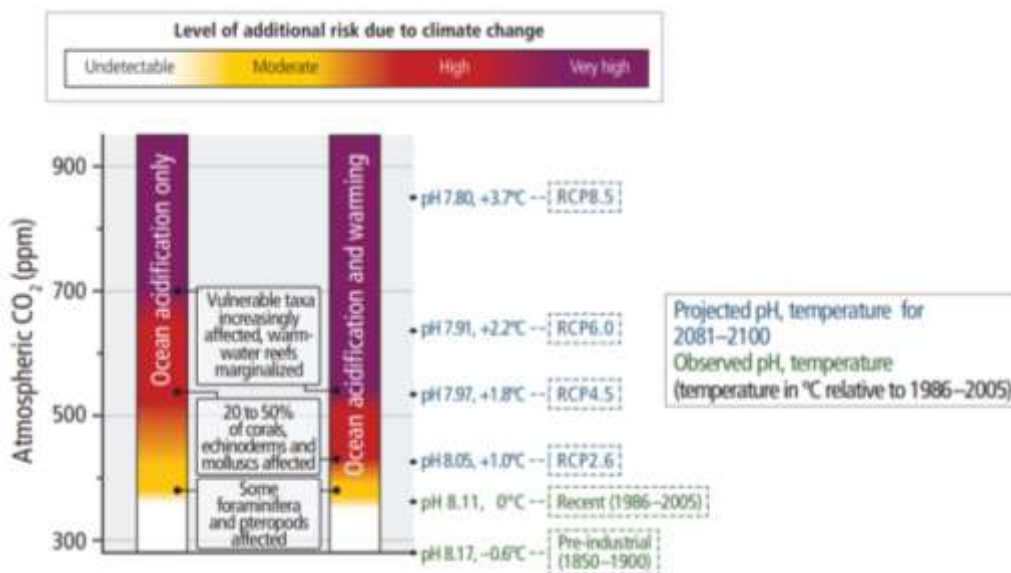 Level of additional risk due to climate change
Undetectable Moderate High Very high
Atmospheric CO2 (ppm)
900
700
500
300
Ocean acidification only
Ocean acidification and warming
Vulnerable taxa
increasingly
affected, warm-
water reefs
marginalized
20 to 50%
of corals,
echinoderms and
molluscs affected
Some
foraminifera
and pteropods
affected
pH 7.80, +3.7°C RCP8.5
pH 7.91, +2.2°C RCP6.0
pH 7.97, +1.8°C RCP4.5
pH 8.05, +1.0°C RCP2.6
pH 8.11, 0°C Recent (1986–2005)
pH 8.17, –0.6°C Pre-industrial
(1850–1900)
Projected pH, temperature for
2081–2100
Observed pH, temperature
(temperature in °C relative to 1986–2005)